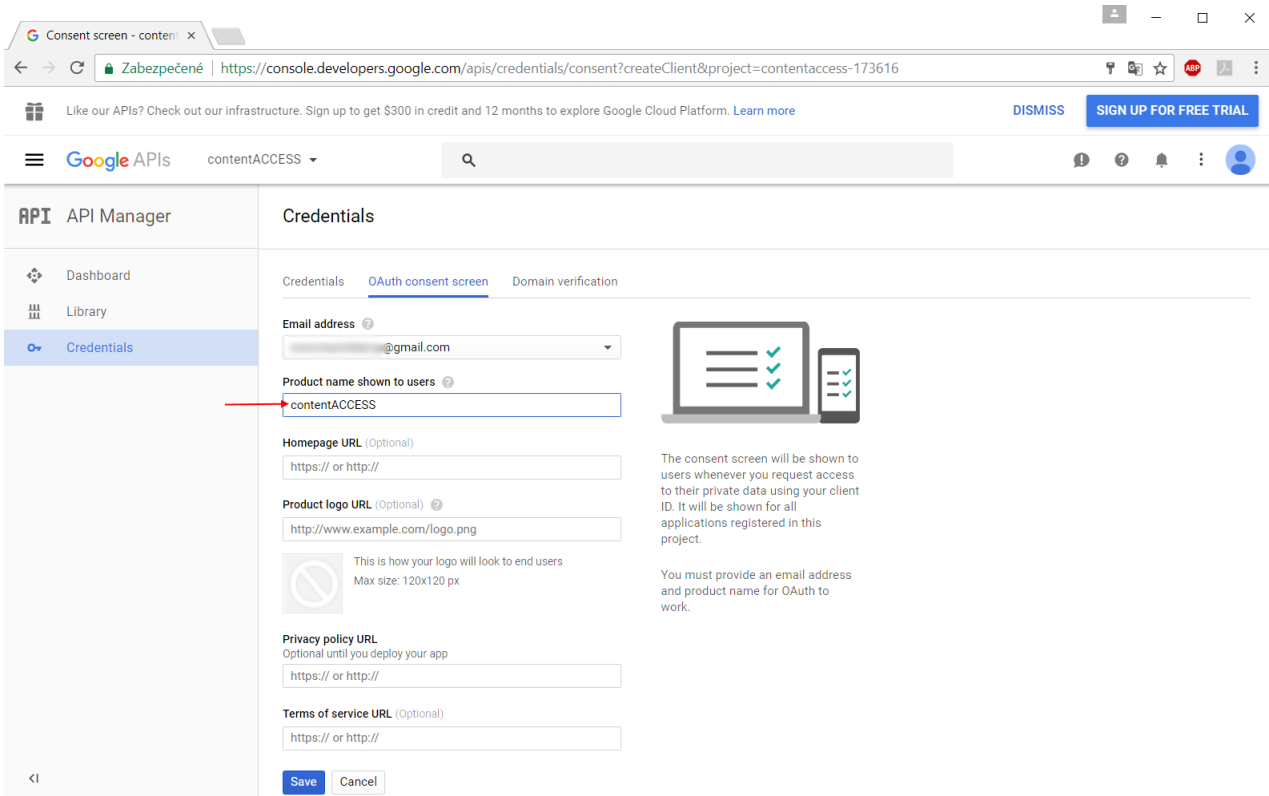 Consent screen - content
Zabezpečené | https://console.developers.google.com/apis/credentials/consent?createClient&project=contentaccess-173616
ABP
Like our APIs? Check out our infrastructure. Sign up to get $300 in credit and 12 months to explore Google Cloud Platform. Learn more
DISMISS
SIGN UP FOR FREE TRIAL
Google APIs
contentACCESS
API API Manager
Credentials
Dashboard
Library
Credentials
Credentials OAuth consent screen Domain verification
Email address
@gmail.com
Product name shown to users
contentACCESS
Homepage URL (Optional)
https:// or http://
Product logo URL (Optional)
http://www.example.com/logo.png
This is how your logo will look to end users
Max size: 120x120 px
Privacy policy URL
Optional until you deploy your app
https:// or http://
Terms of service URL (Optional)
https:// or http://
Save Cancel
The consent screen will be shown to
users whenever you request access
to their private data using your client
ID. It will be shown for all
applications registered in this
project.
You must provide an email address
and product name for OAuth to
work.